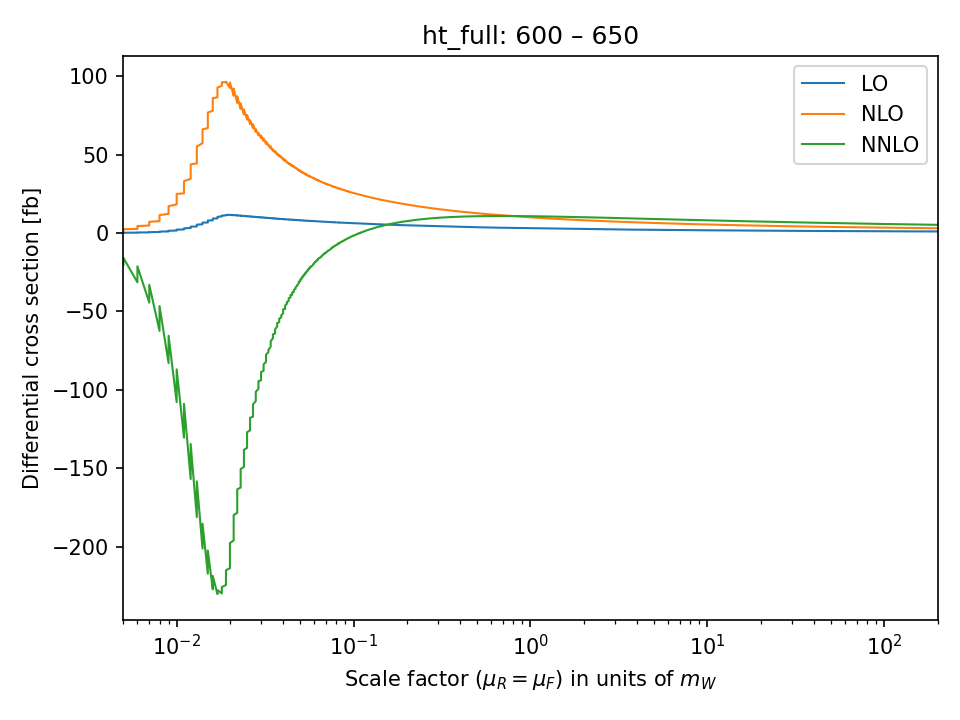 ht_full: 600 – 650
LO
NLO
NNLO
Differential cross section [fb]
100
50
0
−50
−100
−150
−200
10⁻² 10⁻¹ 10⁰ 10¹ 10²
Scale factor (μ_R = μ_F) in units of m_W